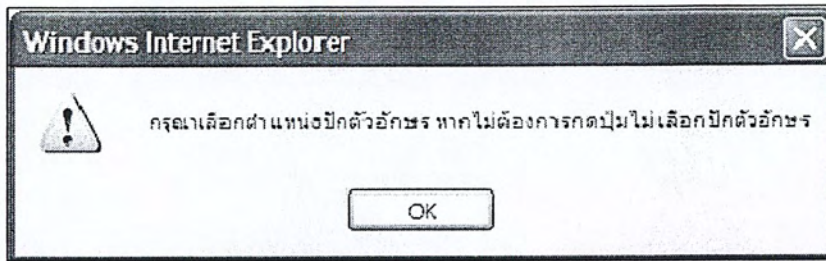 Windows Internet Explorer
กรุณาเลือกตำแหน่งปักตัวอักษร หากไม่ต้องการกดปุ่มไม่เลือกปักตัวอักษร
OK